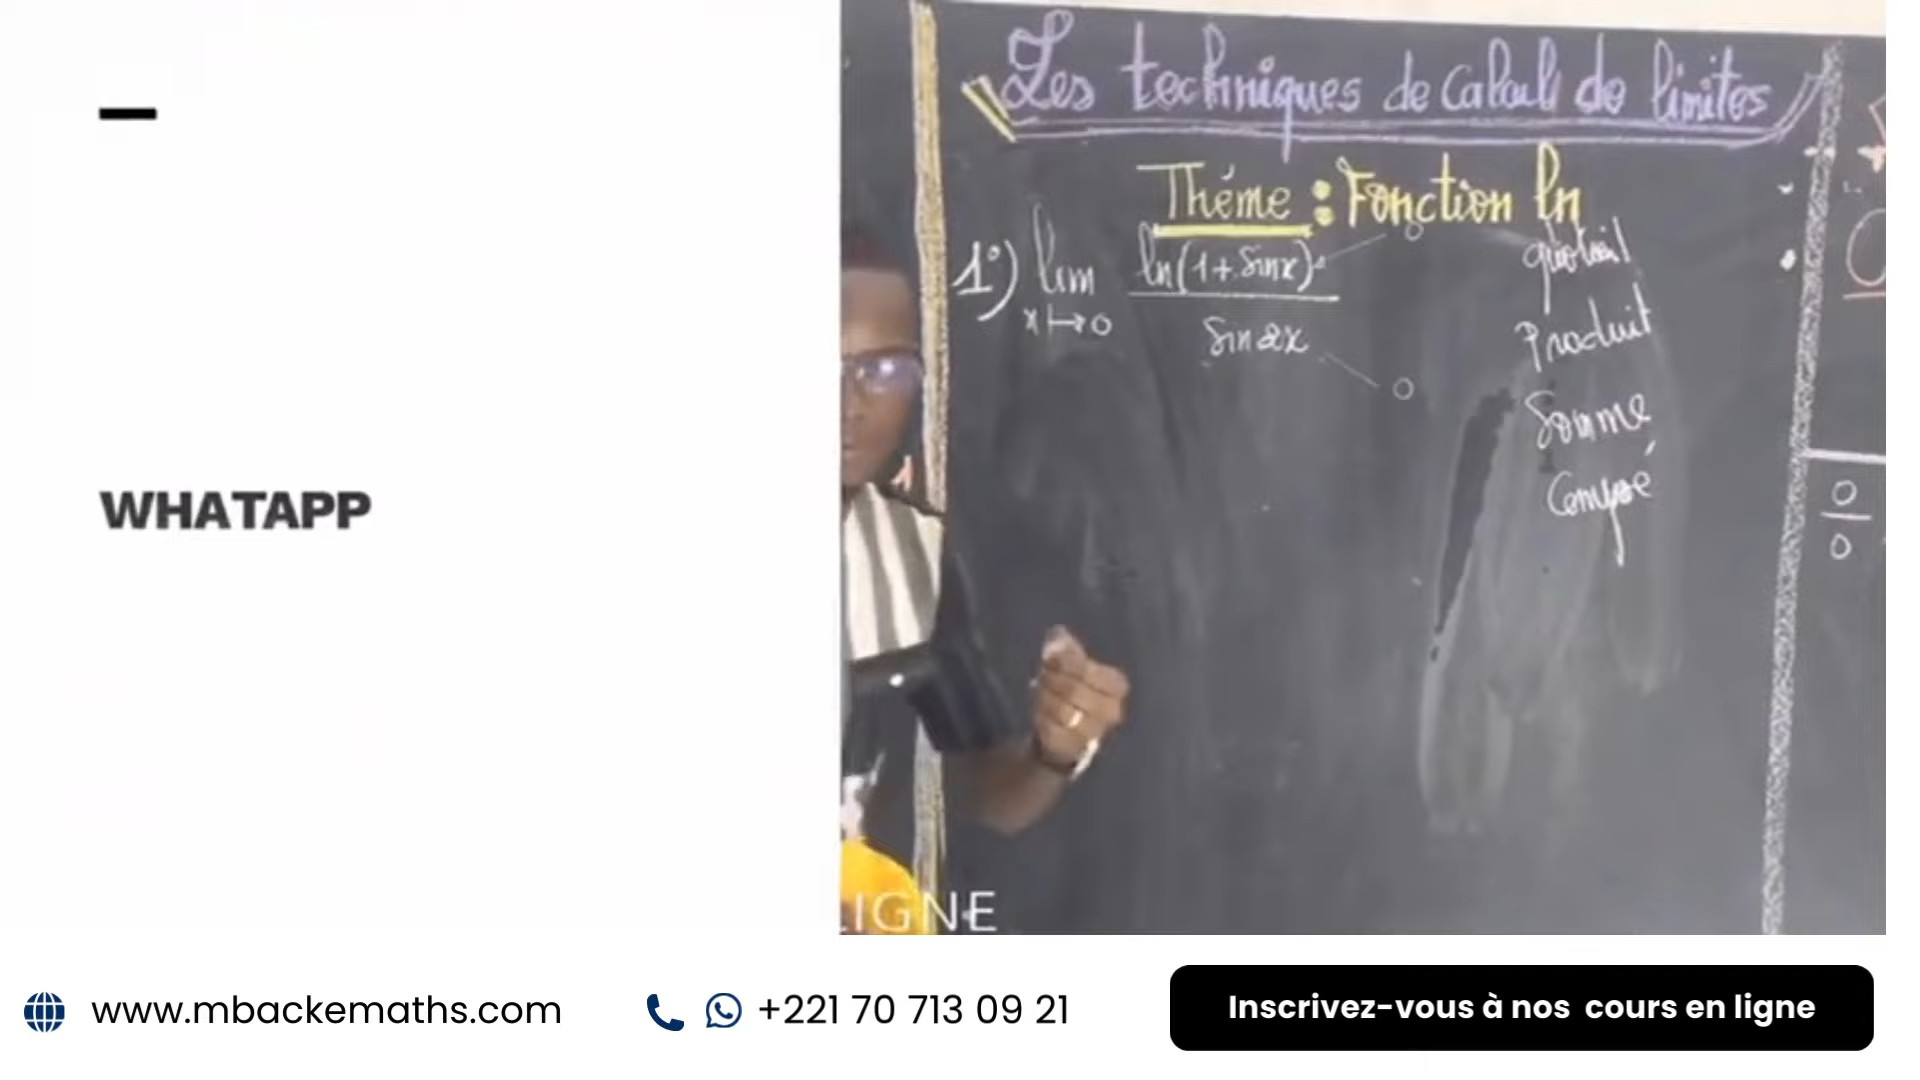 WHATAPP
Les techniques de calcul de limites
Théme : Fonction ln
1°) lim ln(1+sinx)
x↦0 sin2x
0
0
quotient
Produit
Somme
Composé
0
0
IGNE
www.mbackemaths.com
+221 70 713 09 21
Inscrivez-vous à nos cours en ligne